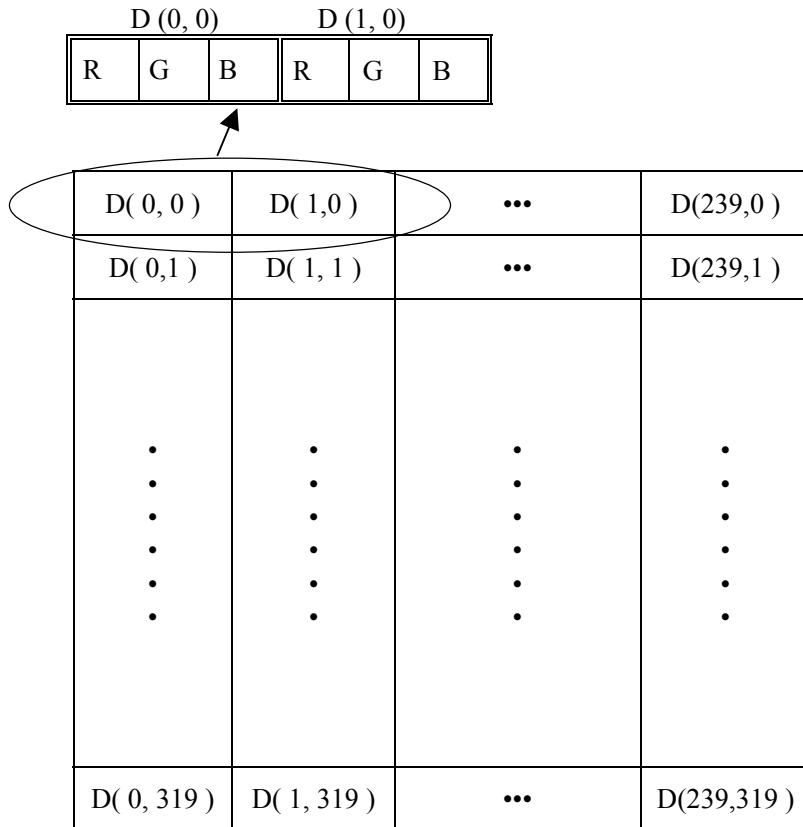 D (0, 0) D (1, 0)
R G B R G B
D( 0, 0 ) D( 1,0 ) ••• D(239,0 )
D( 0,1 ) D( 1, 1 ) ••• D(239,1 )
• • • •
• • • •
• • • •
• • • •
• • • •
• • • •
D( 0, 319 ) D( 1, 319 ) ••• D(239,319 )